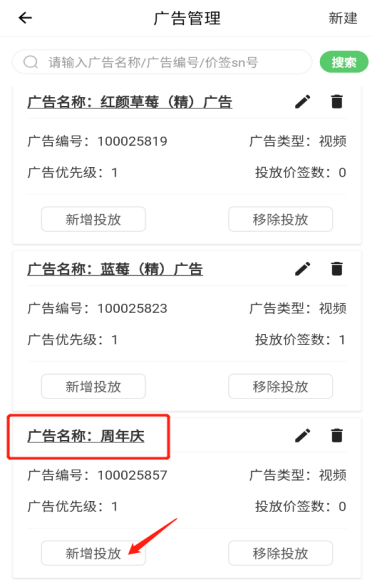 广告管理 新建
请输入广告名称/广告编号/价签sn号 搜索
广告名称：红颜草莓（精）广告
广告编号：100025819 广告类型：视频
广告优先级：1 投放价签数：0
新增投放 移除投放
广告名称：蓝莓（精）广告
广告编号：100025823 广告类型：视频
广告优先级：1 投放价签数：1
新增投放 移除投放
广告名称：周年庆
广告编号：100025857 广告类型：视频
广告优先级：1 投放价签数：0
新增投放 移除投放